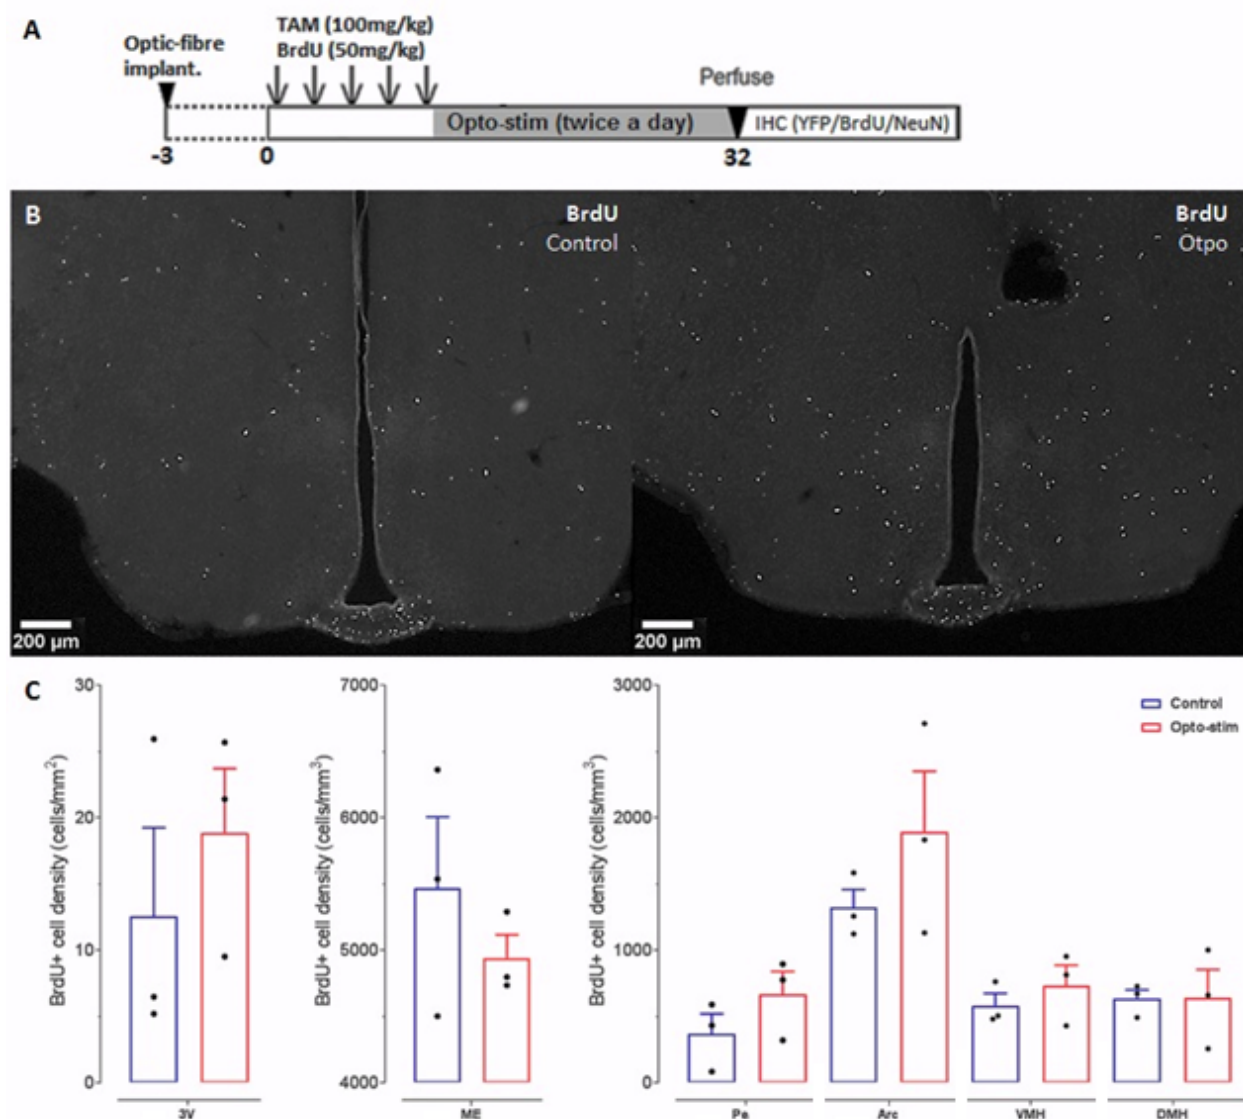 A
Optic-fibre
implant.
TAM (100mg/kg)
BrdU (50mg/kg)
Perfuse
Opto-stim (twice a day)
IHC (YFP/BrdU/NeuN)
-3
0
32
B
BrdU
Control
200 µm
BrdU
Otpo
200 µm
C
BrdU+ cell density (cells/mm²)
30
20
10
0
3V
BrdU+ cell density (cells/mm³)
7000
6000
5000
4000
ME
BrdU+ cell density (cells/mm³)
3000
2000
1000
0
Pe
Arc
VMH
DMH
Control
Opto-stim